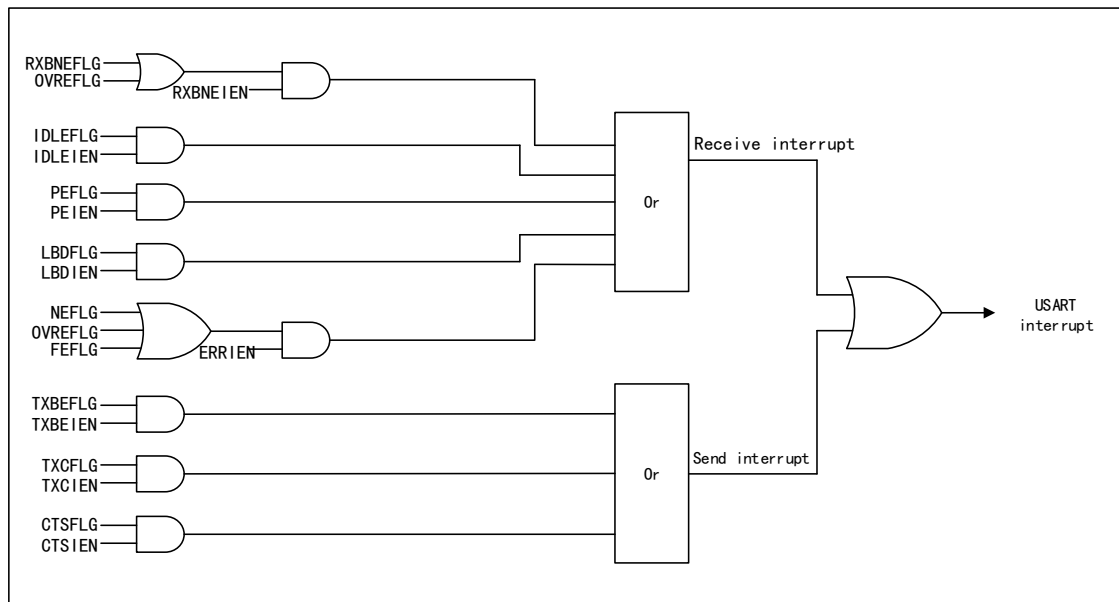 RXBNEFLG
OVREFLG
RXBNEIEN
IDLEFLG
IDLEIEN
PEFLG
PEIEN
LBDFLG
LBDIEN
NEFLG
OVREFLG
FEFLG
ERRIEN
Or
Receive interrupt
TXBEFLG
TXBEIEN
TXCFLG
TXCIEN
CTSFLG
CTSIEN
Or
Send interrupt
USART
interrupt